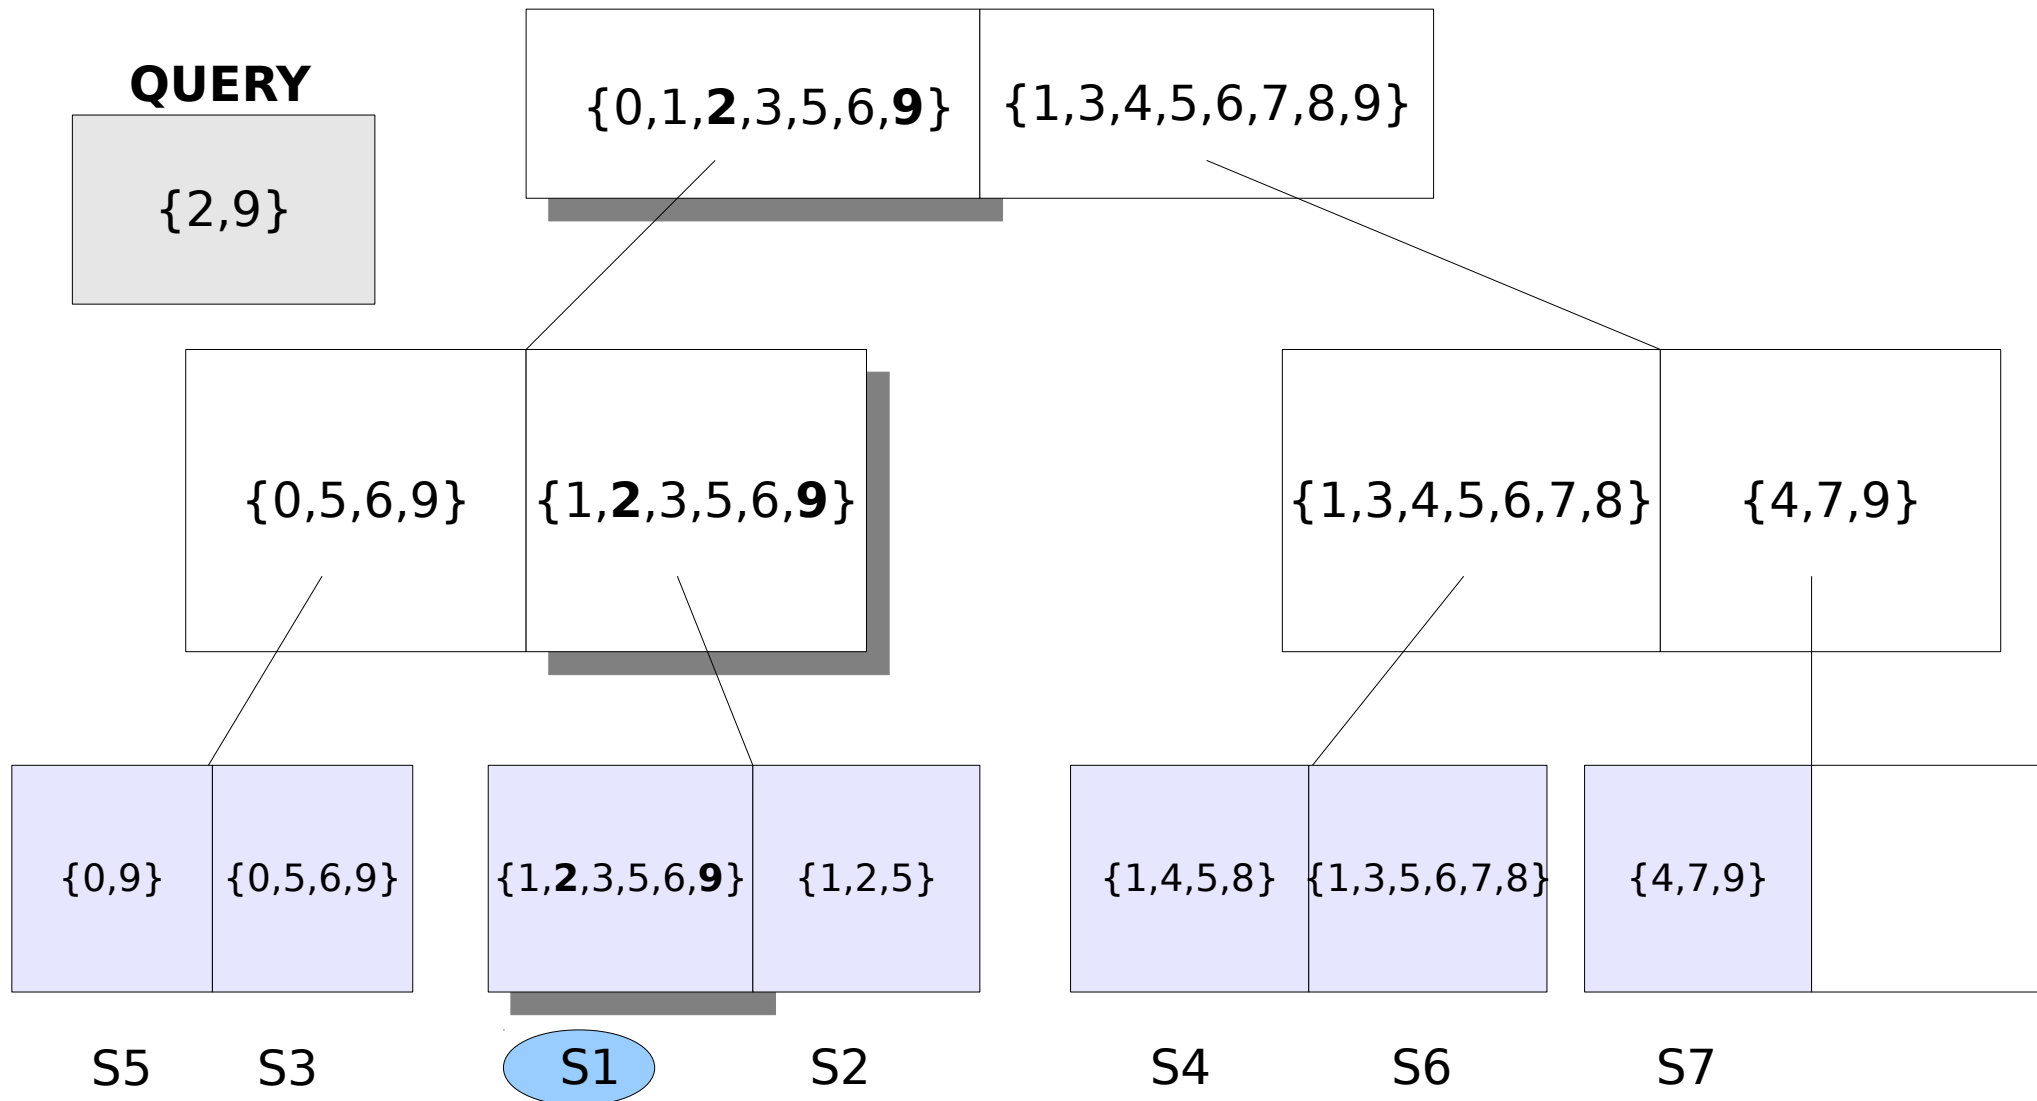 QUERY
{2,9}
{0,1,2,3,5,6,9} {1,3,4,5,6,7,8,9}
{0,5,6,9} {1,2,3,5,6,9} {1,3,4,5,6,7,8} {4,7,9}
{0,9} {0,5,6,9} {1,2,3,5,6,9} {1,2,5} {1,4,5,8} {1,3,5,6,7,8} {4,7,9}
S5 S3 S1 S2 S4 S6 S7